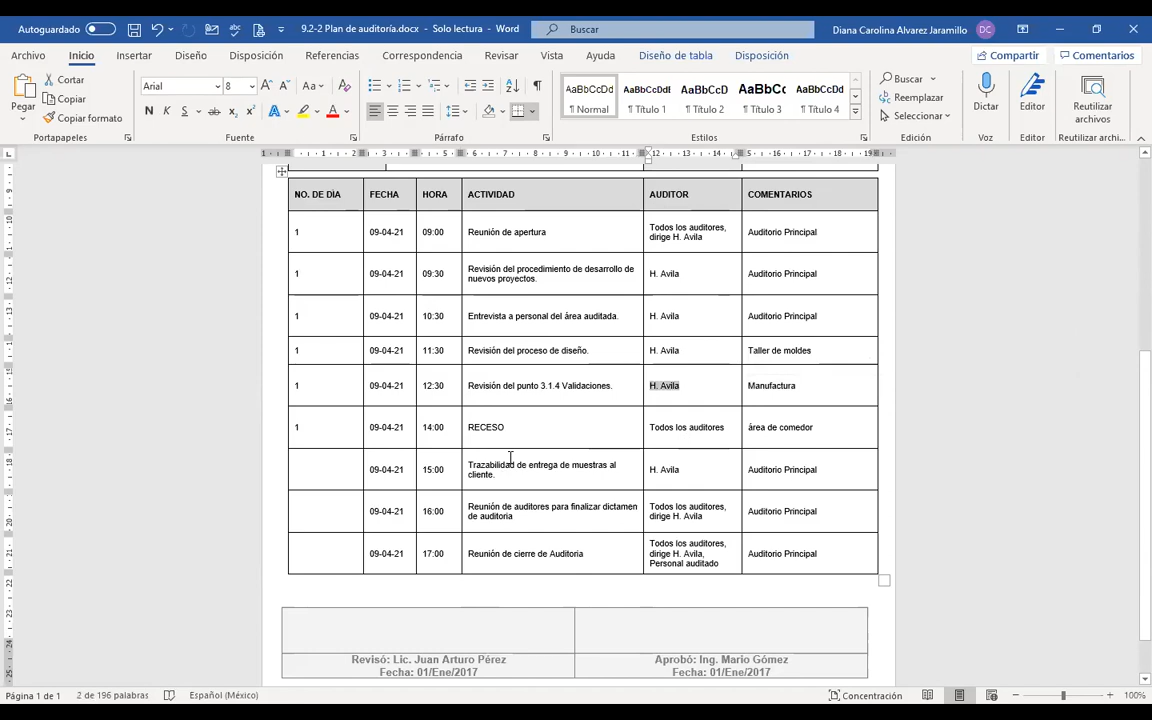 Autoguardado
9.2-2 Plan de auditoría.docx - Solo lectura - Word
Buscar
Diana Carolina Alvarez Jaramillo
DC
Archivo Inicio Insertar Diseño Disposición Referencias Correspondencia Revisar Vista Ayuda Diseño de tabla Disposición
Compartir Comentarios
Pegar
Cortar
Copiar
Copiar formato
Portapapeles
Arial 8
N K S ab x₂ x²
Fuente
Párrafo
AaBbCcDd AaBbCcDd AaBbCcD AaBbCc AaBbCcDd
¶ Normal ¶ Título 1 ¶ Título 2 ¶ Título 3 ¶ Título 4
Estilos
Buscar
Reemplazar
Seleccionar
Edición
Dictar
Voz
Editor
Editor
Reutilizar
archivos
Reutilizar archi...
NO. DE DÌA FECHA HORA ACTIVIDAD AUDITOR COMENTARIOS
1 09-04-21 09:00 Reunión de apertura Todos los auditores,
dirige H. Avila Auditorio Principal
1 09-04-21 09:30 Revisión del procedimiento de desarrollo de
nuevos proyectos. H. Avila Auditorio Principal
1 09-04-21 10:30 Entrevista a personal del área auditada. H. Avila Auditorio Principal
1 09-04-21 11:30 Revisión del proceso de diseño. H. Avila Taller de moldes
1 09-04-21 12:30 Revisión del punto 3.1.4 Validaciones. H. Avila Manufactura
1 09-04-21 14:00 RECESO Todos los auditores área de comedor
09-04-21 15:00 Trazabilidad de entrega de muestras al
cliente. H. Avila Auditorio Principal
09-04-21 16:00 Reunión de auditores para finalizar dictamen
de auditoria Todos los auditores,
dirige H. Avila Auditorio Principal
09-04-21 17:00 Reunión de cierre de Auditoria Todos los auditores,
dirige H. Avila,
Personal auditado Auditorio Principal
Revisó: Lic. Juan Arturo Pérez
Fecha: 01/Ene/2017
Aprobó: Ing. Mario Gómez
Fecha: 01/Ene/2017
Página 1 de 1 2 de 196 palabras Español (México) Concentración 100%